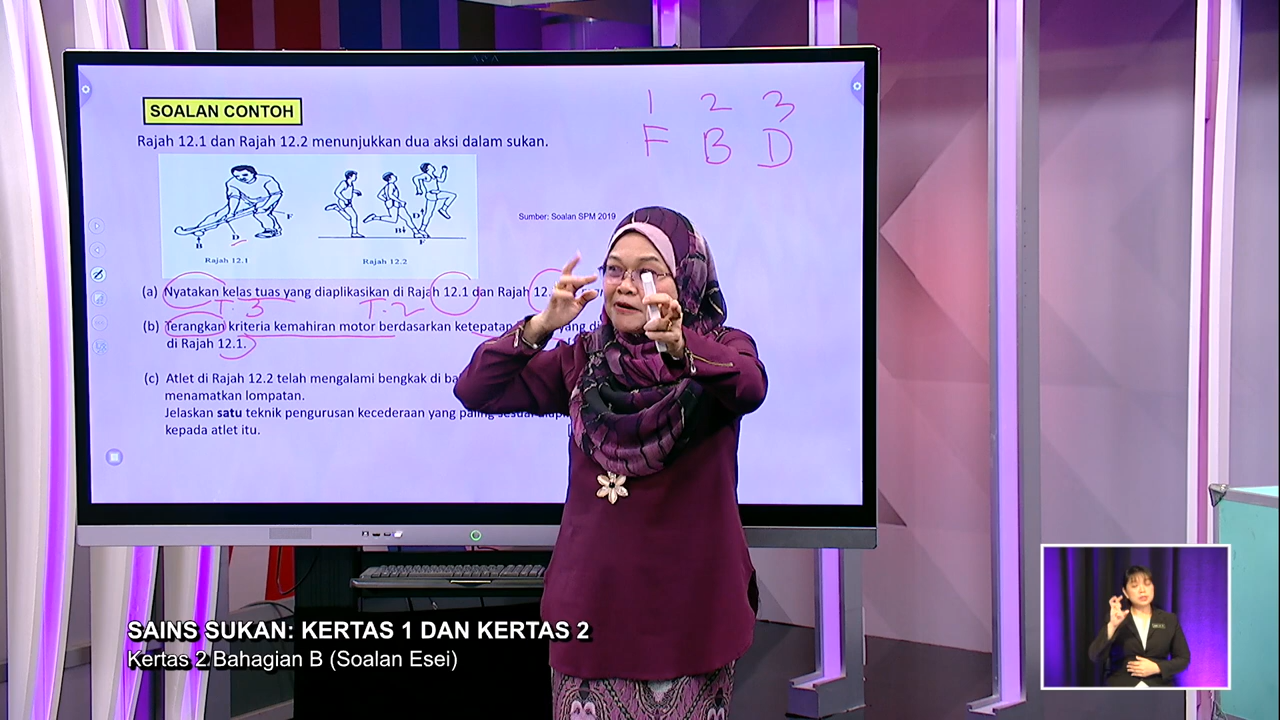 SOALAN CONTOH
1 2 3
F B D
Rajah 12.1 dan Rajah 12.2 menunjukkan dua aksi dalam sukan.
B D F
Rajah 12.1
D B F
Rajah 12.2
Sumber: Soalan SPM 2019
(a) Nyatakan kelas tuas yang diaplikasikan di Rajah 12.1 dan Rajah 12.
T.3 T.2
(b) Terangkan kriteria kemahiran motor berdasarkan ketepatan yang di
di Rajah 12.1.
(c) Atlet di Rajah 12.2 telah mengalami bengkak di
menamatkan lompatan.
Jelaskan satu teknik pengurusan kecederaan yang paling sesuai
kepada atlet itu.
SAINS SUKAN: KERTAS 1 DAN KERTAS 2
Kertas 2 Bahagian B (Soalan Esei)